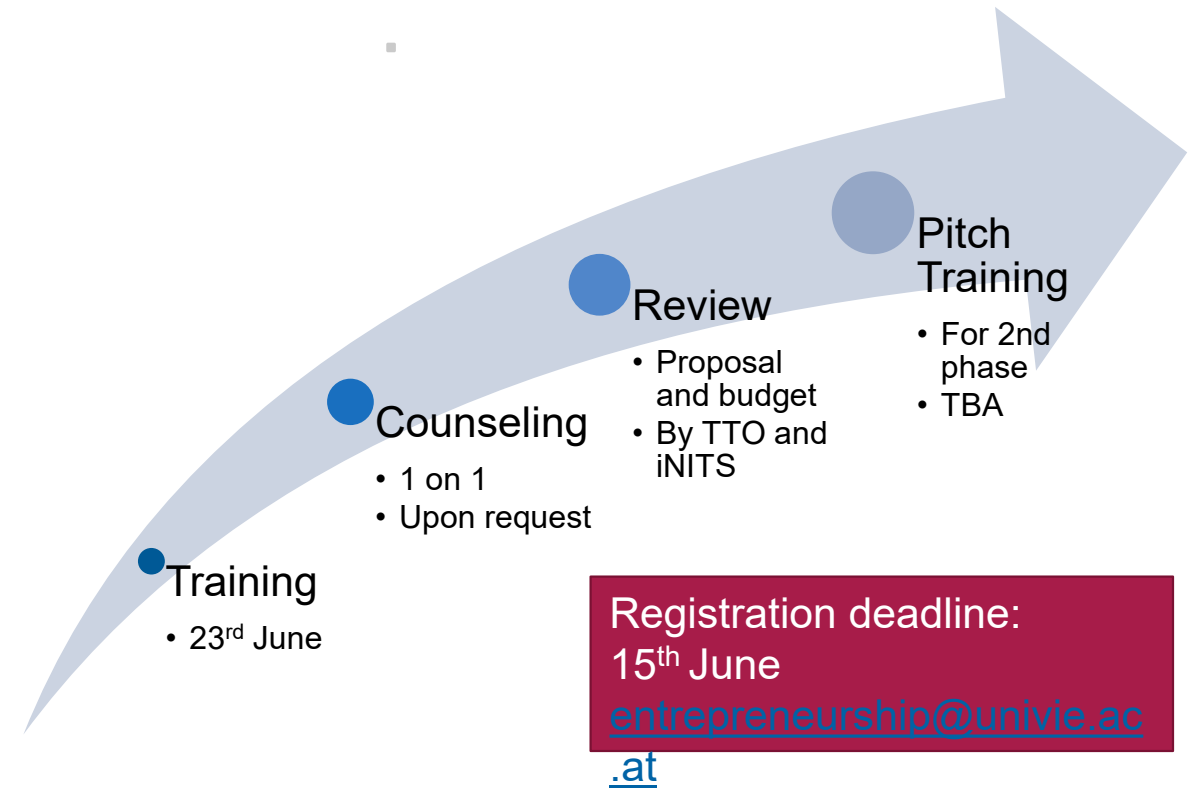 Training
• 23rd June
Counseling
• 1 on 1
• Upon request
Review
• Proposal
and budget
• By TTO and
iNITS
Pitch
Training
• For 2nd
phase
• TBA
Registration deadline:
15th June
entrepreneurship@univie.ac
.at